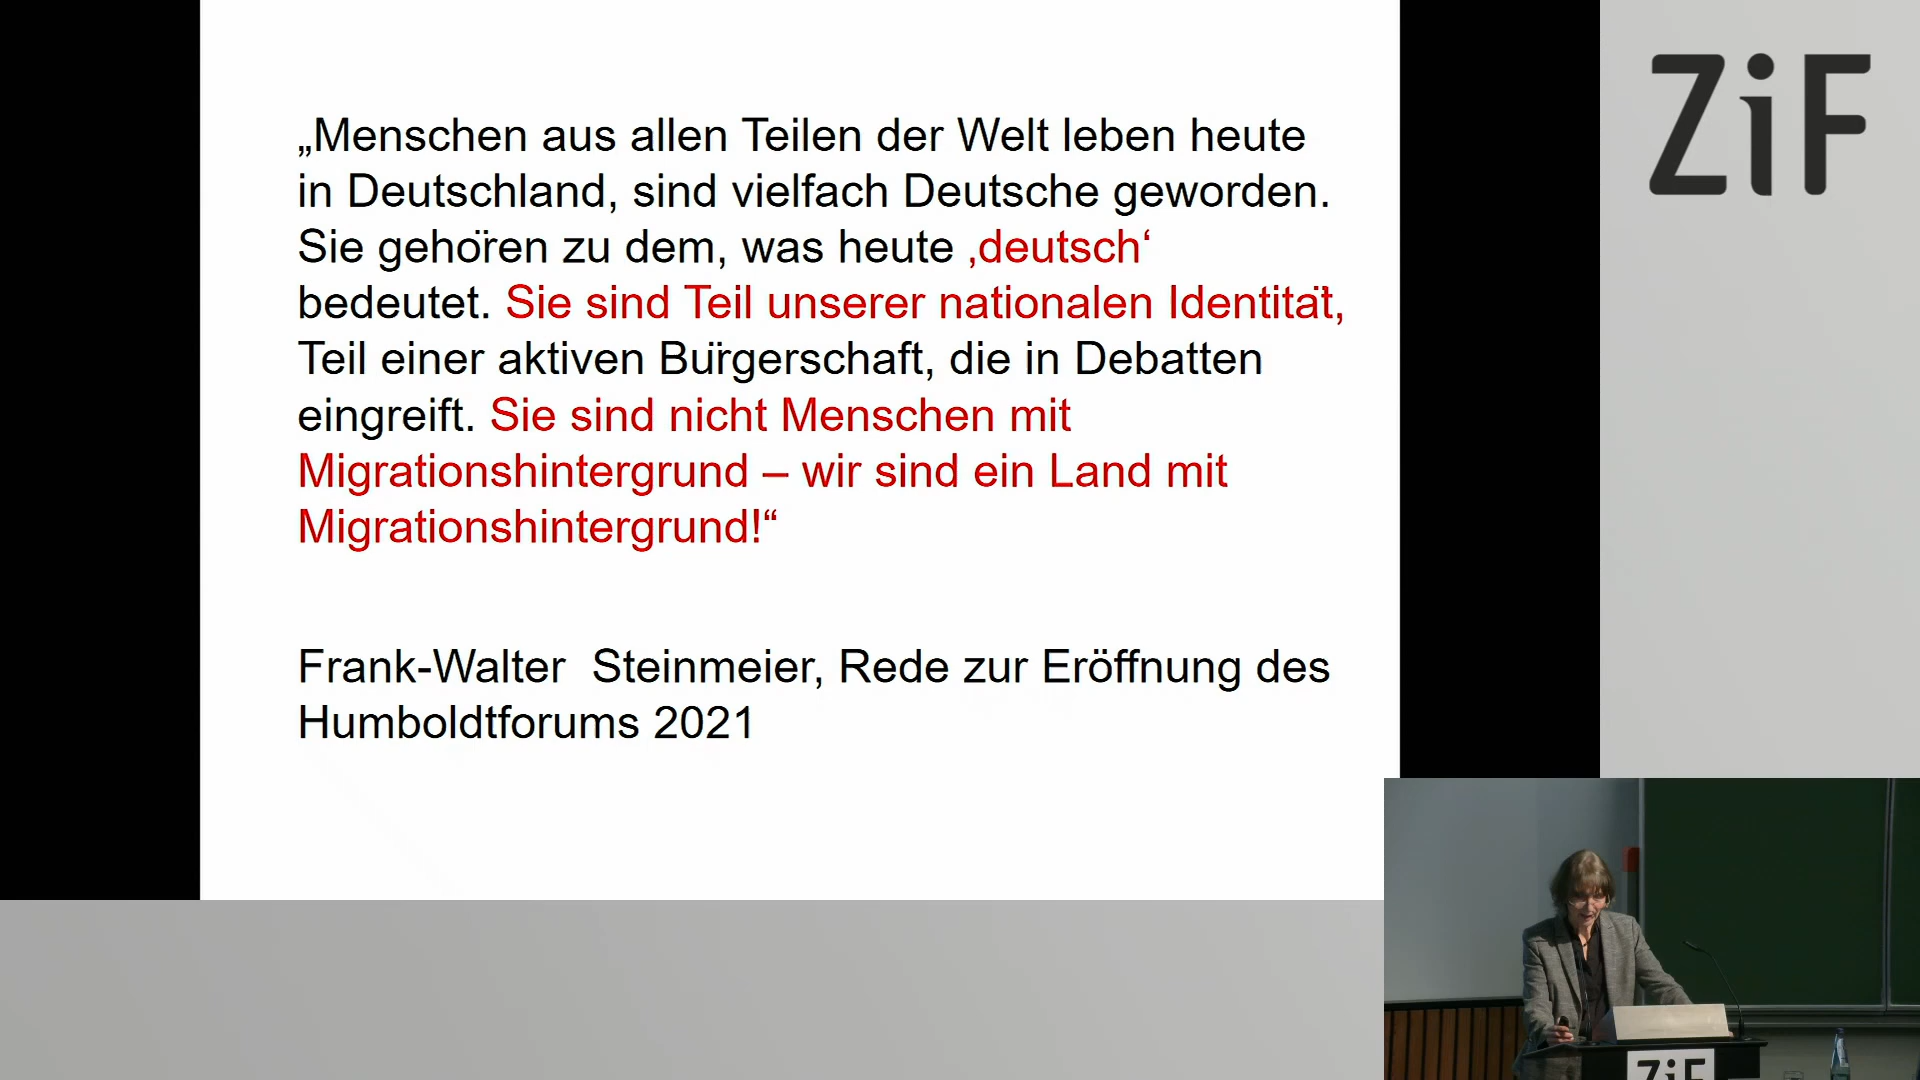 ZiF
„Menschen aus allen Teilen der Welt leben heute
in Deutschland, sind vielfach Deutsche geworden.
Sie gehören zu dem, was heute ‚deutsch‘
bedeutet. Sie sind Teil unserer nationalen Identität,
Teil einer aktiven Bürgerschaft, die in Debatten
eingreift. Sie sind nicht Menschen mit
Migrationshintergrund – wir sind ein Land mit
Migrationshintergrund!“
Frank-Walter  Steinmeier, Rede zur Eröffnung des
Humboldtforums 2021
ZiF